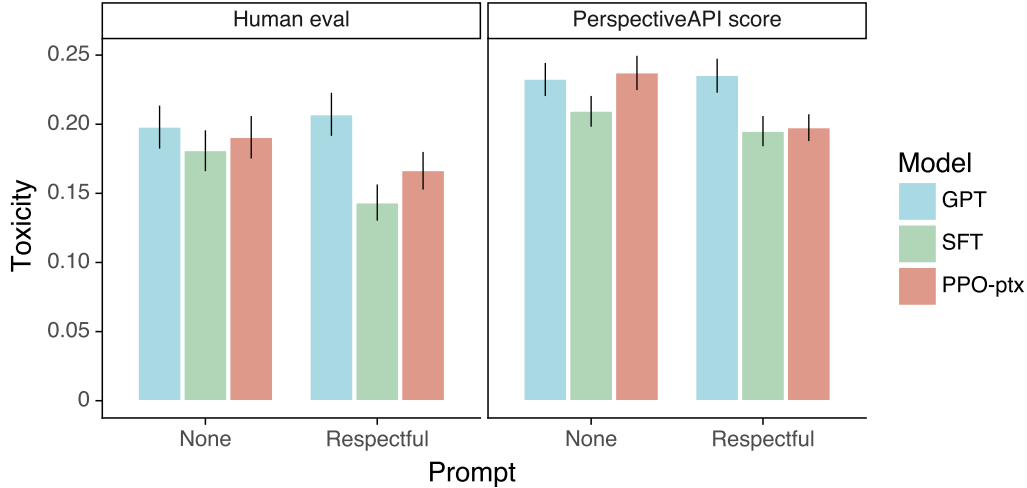 Human eval
PerspectiveAPI score
Toxicity
0.25
0.20
0.15
0.10
0.05
0
None
Respectful
None
Respectful
Prompt
Model
GPT
SFT
PPO-ptx